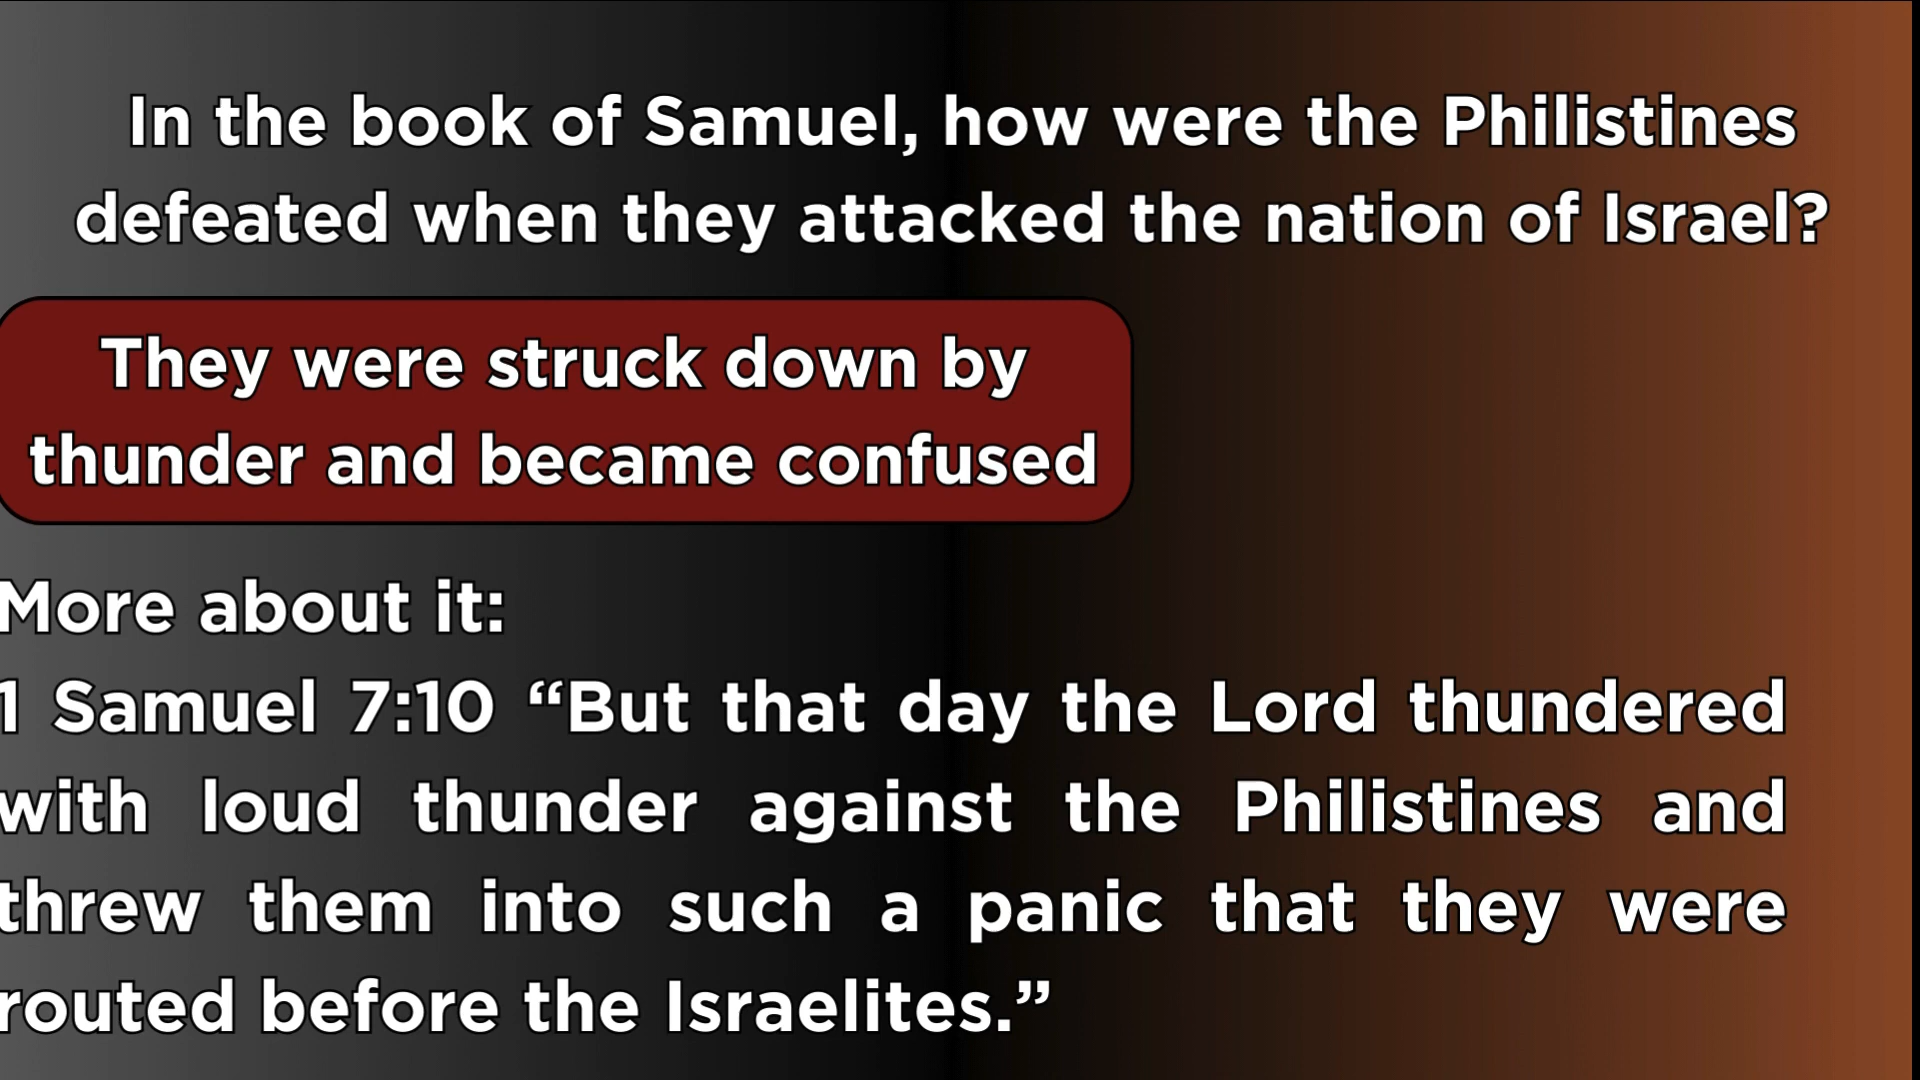 In the book of Samuel, how were the Philistines
defeated when they attacked the nation of Israel?
They were struck down by
thunder and became confused
More about it:
1 Samuel 7:10 “But that day the Lord thundered
with loud thunder against the Philistines and
threw them into such a panic that they were
routed before the Israelites.”